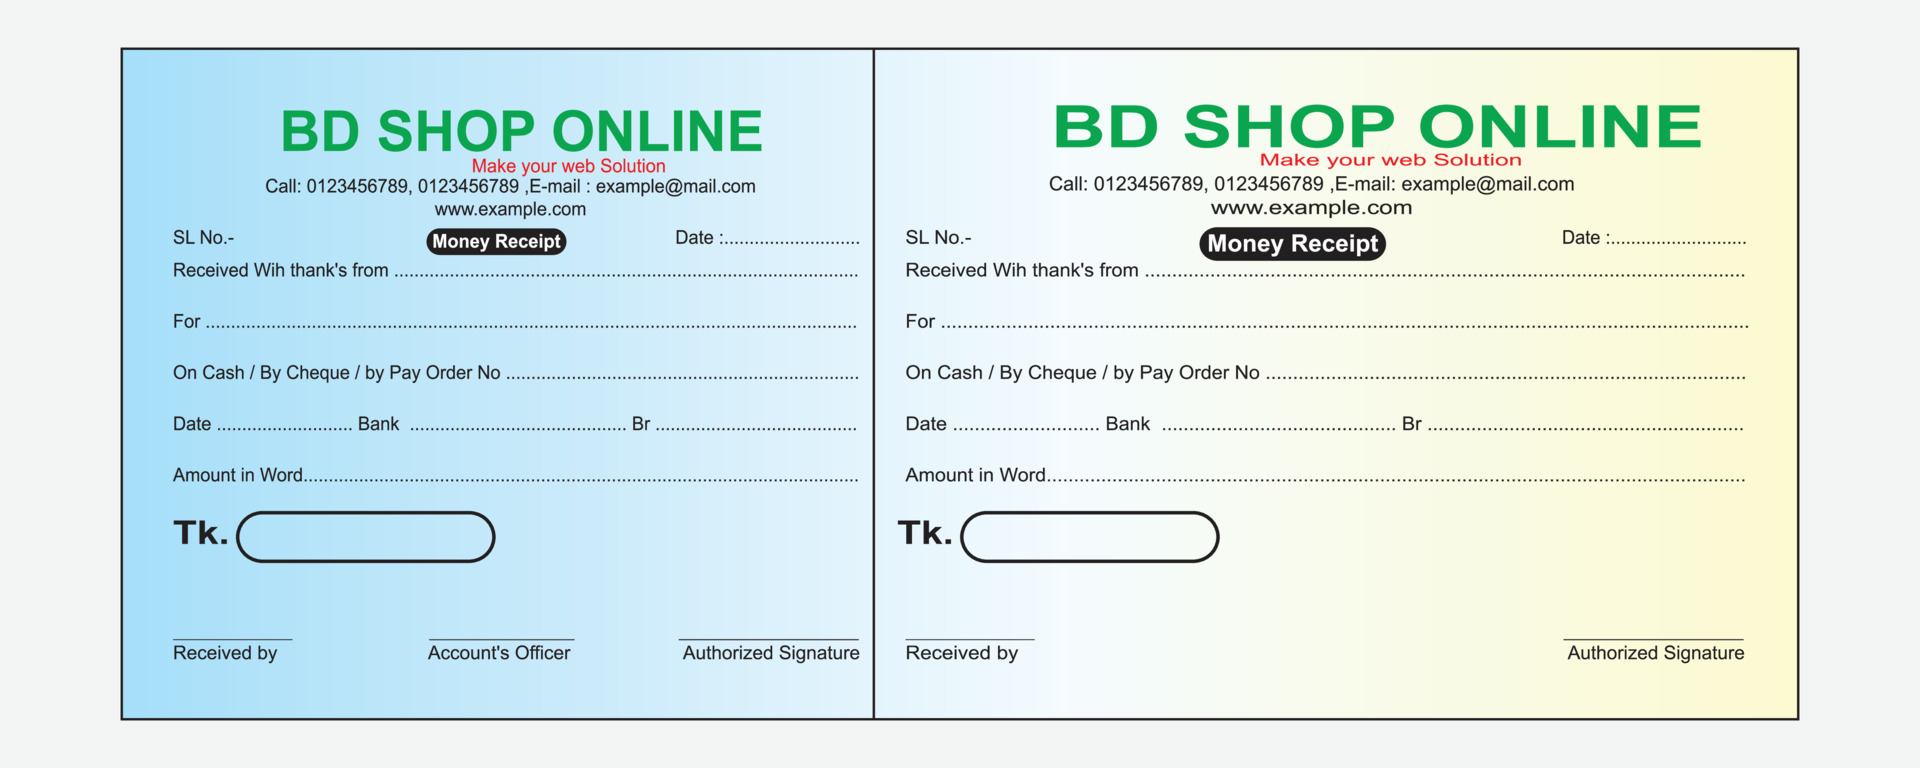 BD SHOP ONLINE
Make your web Solution
Call: 0123456789, 0123456789 ,E-mail : example@mail.com
www.example.com
SL No.- Money Receipt Date :...........................
Received Wih thank's from ............................................................................................
For .................................................................................................................................
On Cash / By Cheque / by Pay Order No ......................................................................
Date ........................... Bank ........................................... Br ........................................
Amount in Word..............................................................................................................
Tk.
Received by Account's Officer Authorized Signature
BD SHOP ONLINE
Make your web Solution
Call: 0123456789, 0123456789 ,E-mail: example@mail.com
www.example.com
SL No.- Money Receipt Date :...........................
Received Wih thank's from ............................................................................................
For .................................................................................................................................
On Cash / By Cheque / by Pay Order No ......................................................................
Date ........................... Bank ........................................... Br ........................................
Amount in Word..............................................................................................................
Tk.
Received by Authorized Signature